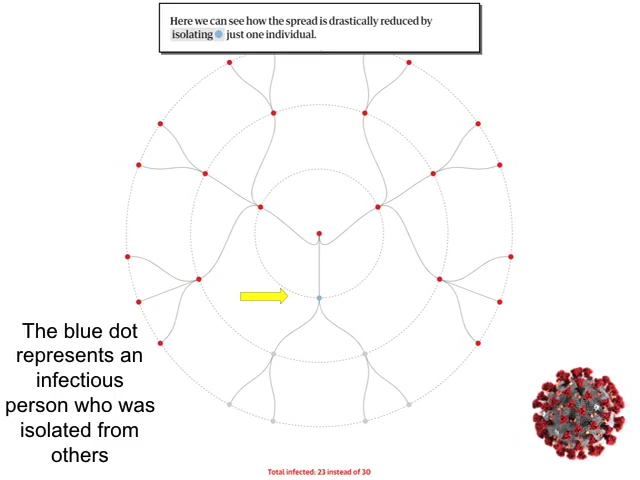 Here we can see how the spread is drastically reduced by
isolating just one individual.
The blue dot
represents an
infectious
person who was
isolated from
others
Total infected: 23 instead of 30